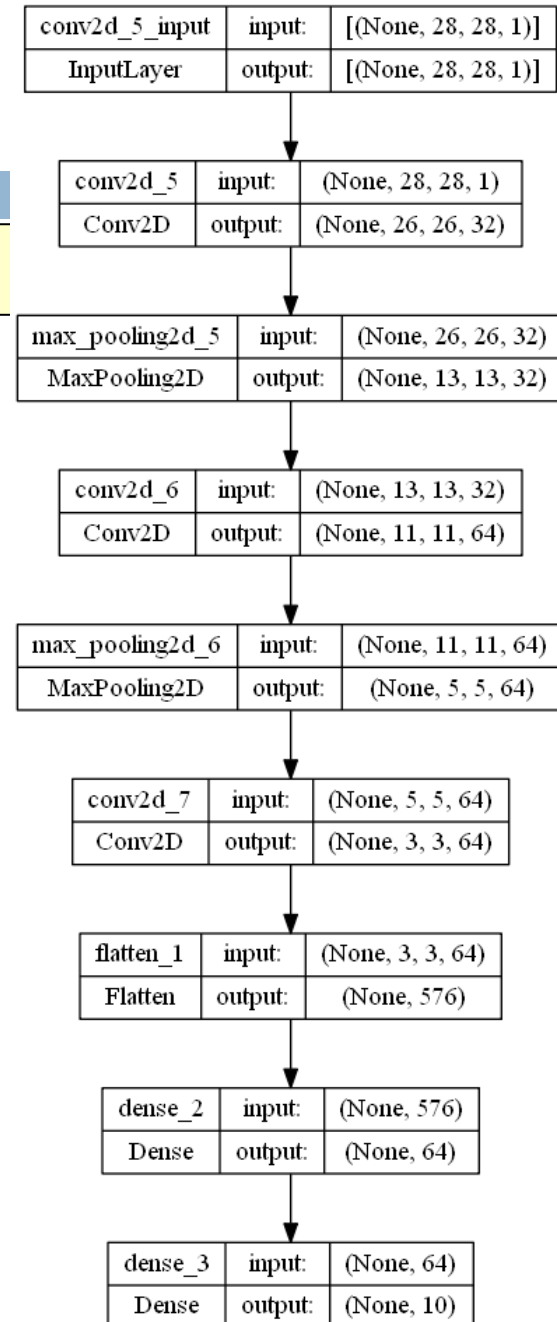 conv2d_5_input input: [(None, 28, 28, 1)]
InputLayer output: [(None, 28, 28, 1)]
conv2d_5 input: (None, 28, 28, 1)
Conv2D output: (None, 26, 26, 32)
max_pooling2d_5 input: (None, 26, 26, 32)
MaxPooling2D output: (None, 13, 13, 32)
conv2d_6 input: (None, 13, 13, 32)
Conv2D output: (None, 11, 11, 64)
max_pooling2d_6 input: (None, 11, 11, 64)
MaxPooling2D output: (None, 5, 5, 64)
conv2d_7 input: (None, 5, 5, 64)
Conv2D output: (None, 3, 3, 64)
flatten_1 input: (None, 3, 3, 64)
Flatten output: (None, 576)
dense_2 input: (None, 576)
Dense output: (None, 64)
dense_3 input: (None, 64)
Dense output: (None, 10)